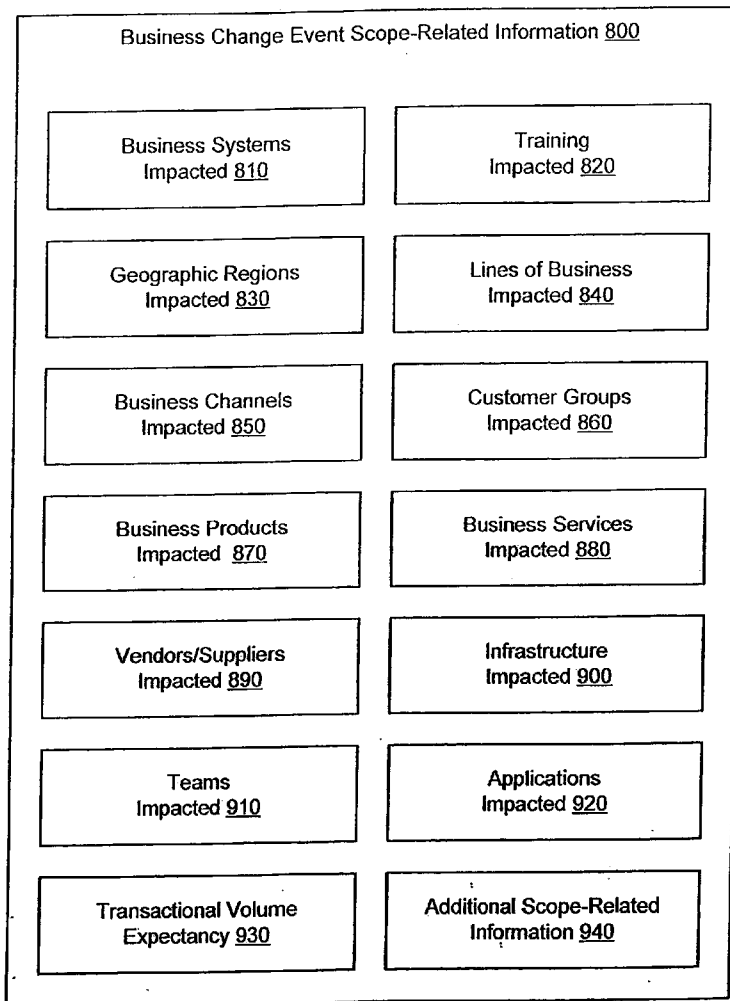 Business Change Event Scope-Related Information 800
Business Systems
Impacted 810
Training
Impacted 820
Geographic Regions
Impacted 830
Lines of Business
Impacted 840
Business Channels
Impacted 850
Customer Groups
Impacted 860
Business Products
Impacted 870
Business Services
Impacted 880
Vendors/Suppliers
Impacted 890
Infrastructure
Impacted 900
Teams
Impacted 910
Applications
Impacted 920
Transactional Volume
Expectancy 930
Additional Scope-Related
Information 940